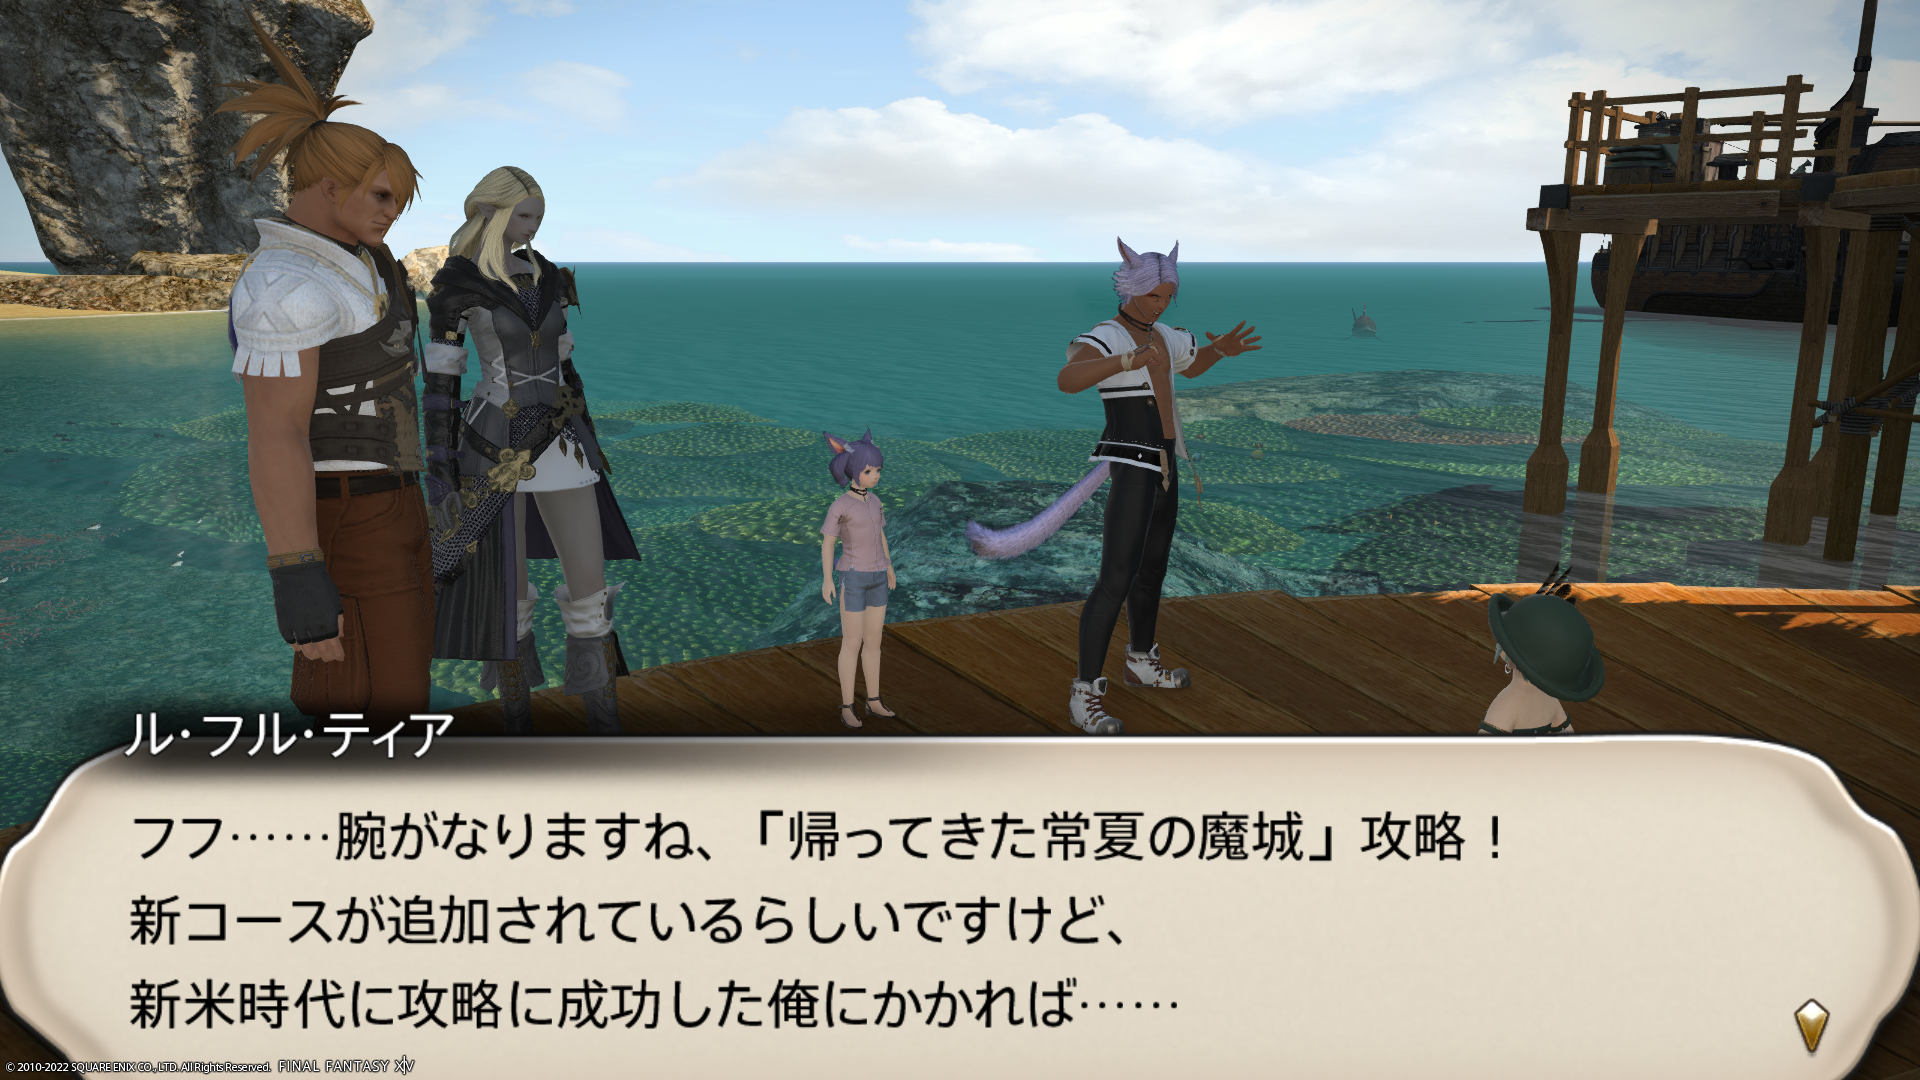 ル・フル・ティア
フフ……腕がなりますね、「帰ってきた常夏の魔城」攻略！
新コースが追加されているらしいですけど、
新米時代に攻略に成功した俺にかかれば……
© 2010-2022 SQUARE ENIX CO., LTD. All Rights Reserved. FINAL FANTASY XIV